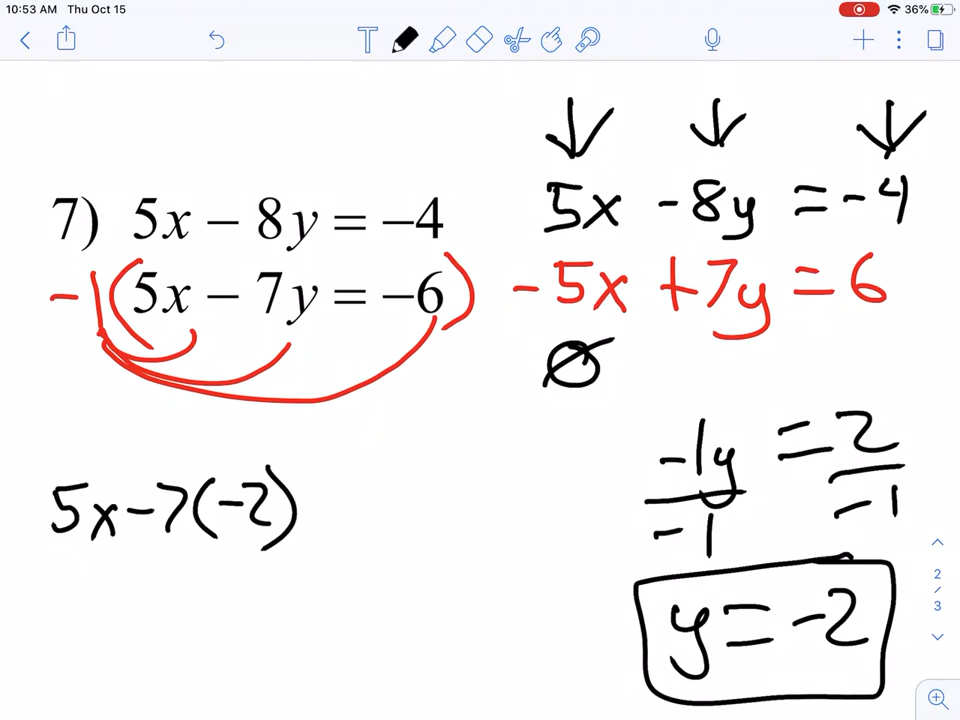 10:53 AM Thu Oct 15
36%
T
7) 5x − 8y = −4
-1(5x − 7y = −6)
5x -8y = -4
-5x +7y = 6
0
-1y = 2
-1 -1
y = -2
5x-7(-2)
2
/
3